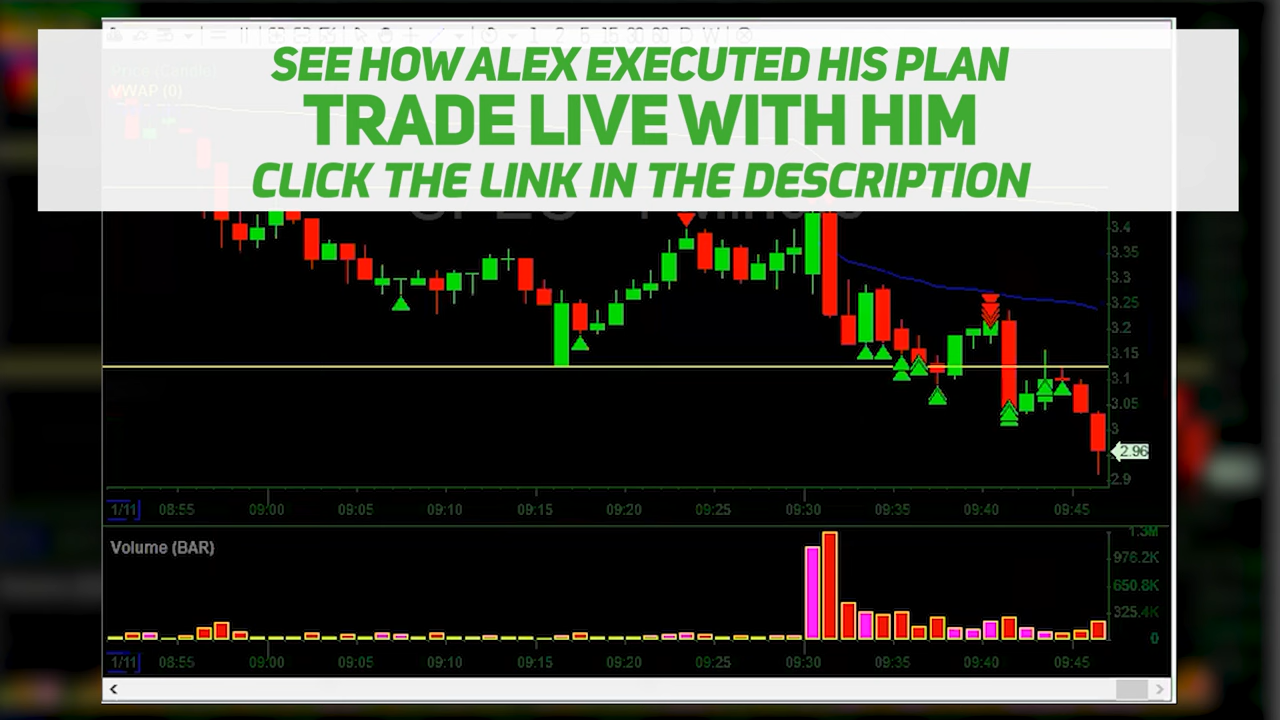 SEE HOW ALEX EXECUTED HIS PLAN
TRADE LIVE WITH HIM
CLICK THE LINK IN THE DESCRIPTION
VWAP (0)
3.4
3.35
3.3
3.25
3.2
3.15
3.1
3.05
3
2.96
2.9
1/11 08:55 09:00 09:05 09:10 09:15 09:20 09:25 09:30 09:35 09:40 09:45
Volume (BAR)
1.3M
976.2K
650.8K
325.4K
0
1/11 08:55 09:00 09:05 09:10 09:15 09:20 09:25 09:30 09:35 09:40 09:45